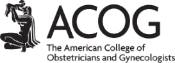 ACOG
The American College of
Obstetricians and Gynecologists